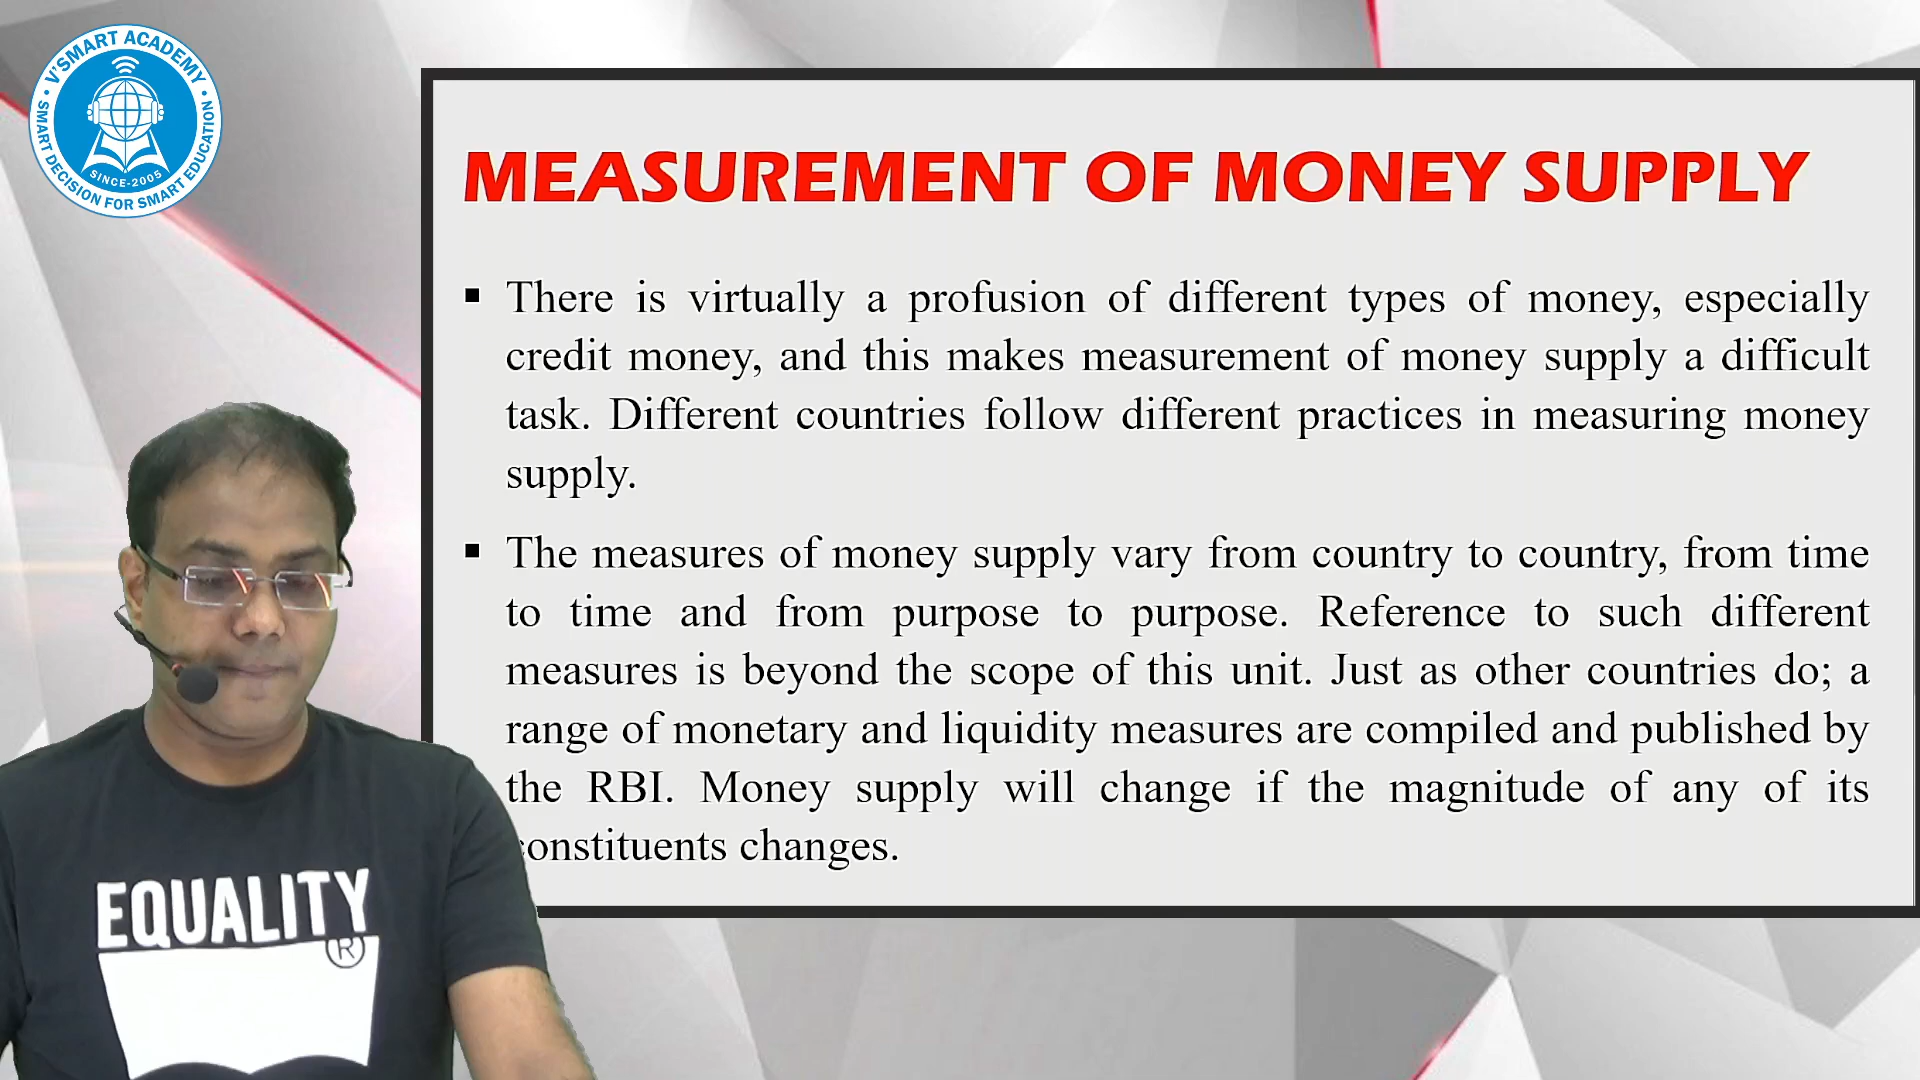 V'SMART ACADEMY
SMART DECISION FOR SMART EDUCATION
SINCE-2005
MEASUREMENT OF MONEY SUPPLY
▪ There is virtually a profusion of different types of money, especially
credit money, and this makes measurement of money supply a difficult
task. Different countries follow different practices in measuring money
supply.
▪ The measures of money supply vary from country to country, from time
to time and from purpose to purpose. Reference to such different
measures is beyond the scope of this unit. Just as other countries do; a
range of monetary and liquidity measures are compiled and published by
the RBI. Money supply will change if the magnitude of any of its
constituents changes.
EQUALITY
®